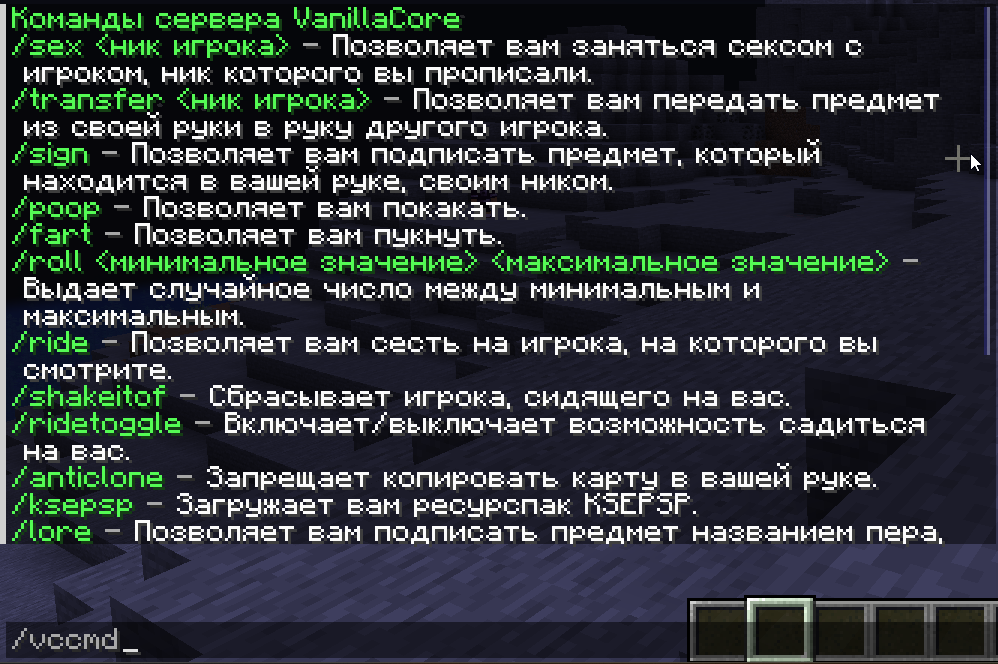 Команды сервера VanillaCore
/sex <ник игрока> – Позволяет вам заняться сексом с
игроком, ник которого вы прописали.
/transfer <ник игрока> – Позволяет вам передать предмет
из своей руки в руку другого игрока.
/sign – Позволяет вам подписать предмет, который
находится в вашей руке, своим ником.
/poop – Позволяет вам покакать.
/fart – Позволяет вам пукнуть.
/roll <минимальное значение> <максимальное значение> –
Выдает случайное число между минимальным и
максимальным.
/ride – Позволяет вам сесть на игрока, на которого вы
смотрите.
/shakeitof – Сбрасывает игрока, сидящего на вас.
/ridetoggle – Включает/выключает возможность садиться
на вас.
/anticlone – Запрещает копировать карту в вашей руке.
/ksepsp – Загружает вам ресурспак KSEPSP.
/lore – Позволяет вам подписать предмет названием пера,
/vccmd_